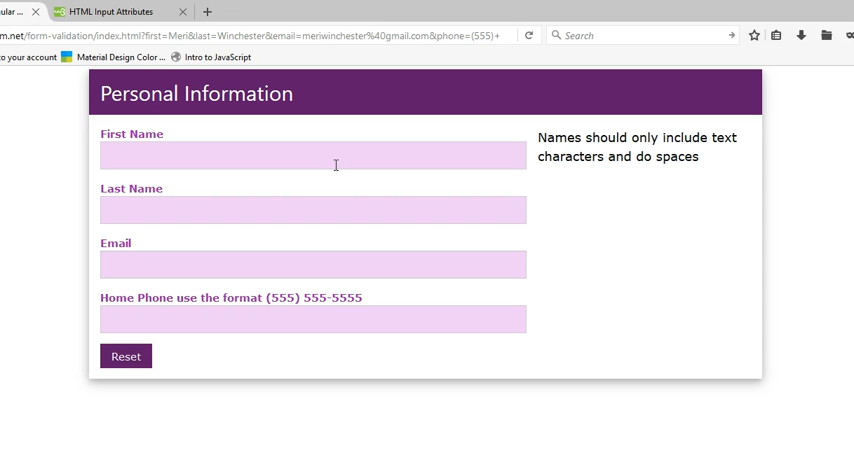 ular ...
HTML Input Attributes
m.net/form-validation/index.html?first=Meri&last=Winchester&email=meriwinchester%40gmail.com&phone=(555)+
Search
to your account
Material Design Color ...
Intro to JavaScript
Personal Information
First Name
Names should only include text
characters and do spaces
Last Name
Email
Home Phone use the format (555) 555-5555
Reset